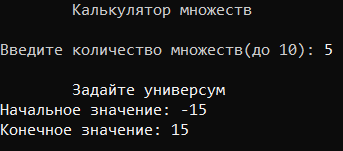 Калькулятор множеств
Введите количество множеств(до 10): 5
Задайте универсум
Начальное значение: -15
Конечное значение: 15